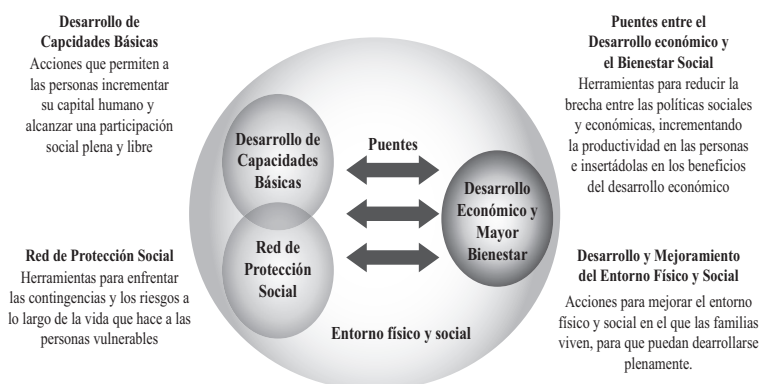 Desarrollo de
Capcidades Básicas
Acciones que permiten a
las personas incrementar
su capital humano y
alcanzar una participación
social plena y libre
Red de Protección Social
Herramientas para enfrentar
las contingencias y los riesgos a
lo largo de la vida que hace a las
personas vulnerables
Desarrollo de
Capacidades
Básicas
Red de
Protección
Social
Puentes
Desarrollo
Económico y
Mayor
Bienestar
Entorno físico y social
Puentes entre el
Desarrollo económico y
el Bienestar Social
Herramientas para reducir la
brecha entre las políticas sociales
y económicas, incrementando
la productividad en las personas
e insertádolas en los beneficios
del desarrollo económico
Desarrollo y Mejoramiento
del Entorno Físico y Social
Acciones para mejorar el entorno
físico y social en el que las familias
viven, para que puedan dearrollarse
plenamente.